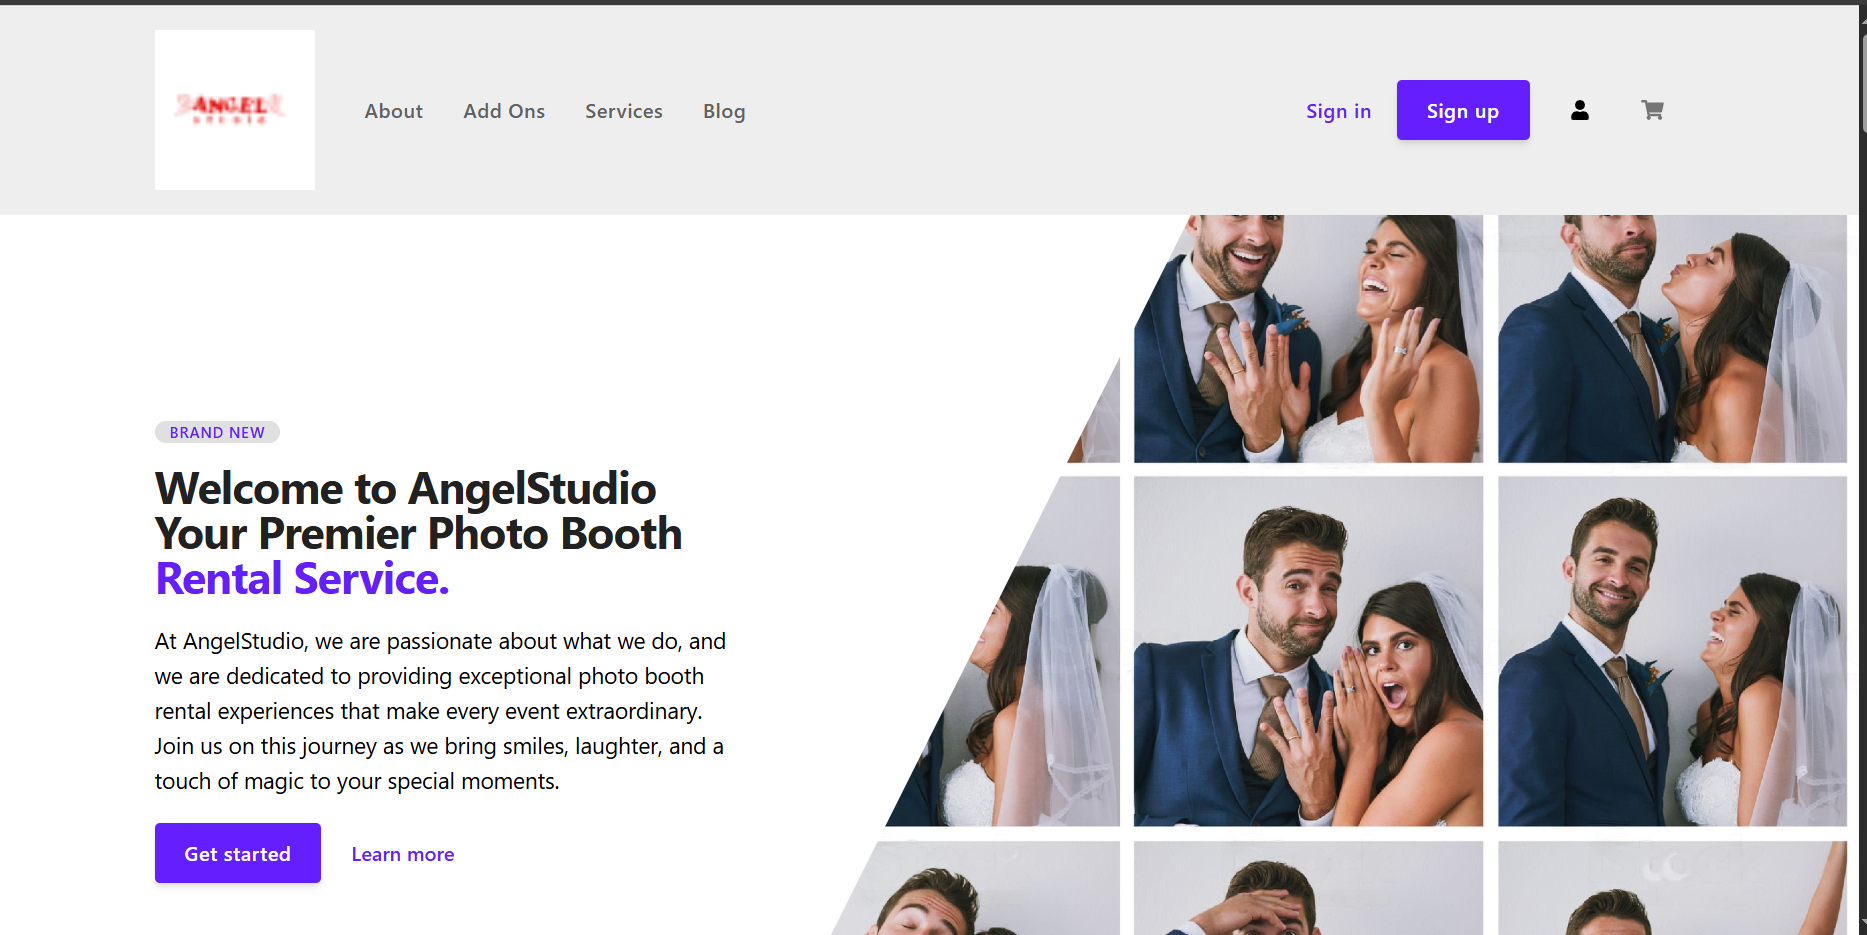 ANGEL
STUDIO
About
Add Ons
Services
Blog
Sign in
Sign up
BRAND NEW
Welcome to AngelStudio
Your Premier Photo Booth
Rental Service.
At AngelStudio, we are passionate about what we do, and
we are dedicated to providing exceptional photo booth
rental experiences that make every event extraordinary.
Join us on this journey as we bring smiles, laughter, and a
touch of magic to your special moments.
Get started
Learn more